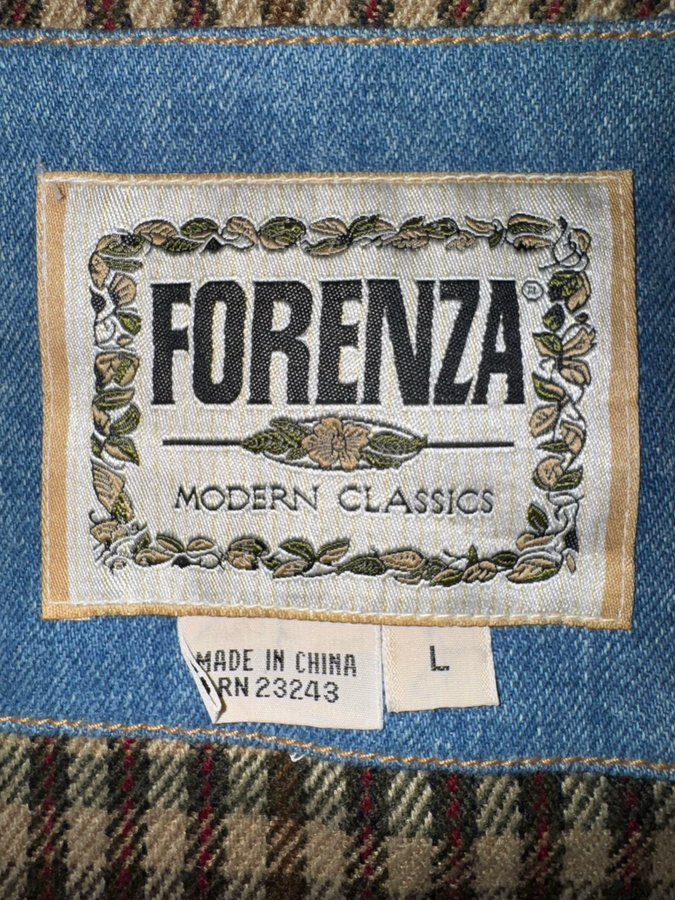 FORENZA®
MODERN CLASSICS
MADE IN CHINA
RN 23243
L